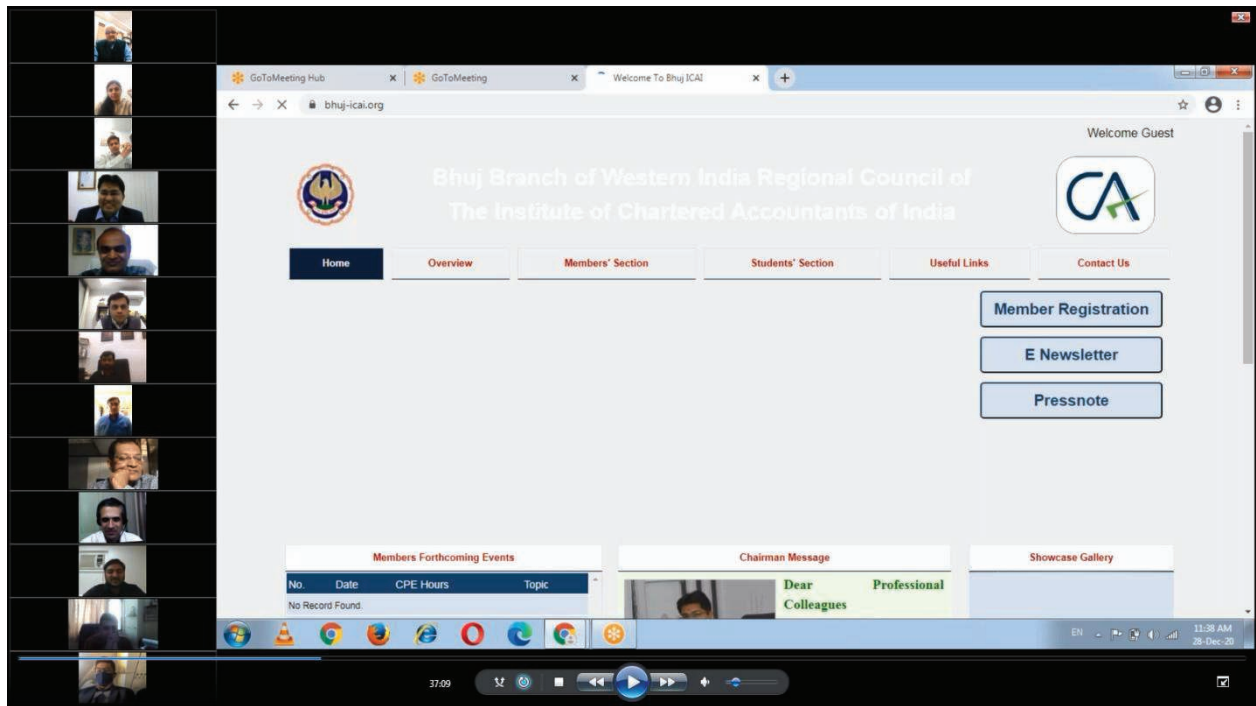 GoToMeeting Hub
GoToMeeting
Welcome To Bhuj ICAI
bhuj-icai.org
Welcome Guest
Bhuj Branch of Western India Regional Council of
The Institute of Chartered Accountants of India
CA
Home Overview Members' Section Students' Section Useful Links Contact Us
Member Registration
E Newsletter
Pressnote
Members Forthcoming Events
No. Date CPE Hours Topic
No Record Found.
Chairman Message
Dear Professional
Colleagues
Showcase Gallery
EN
11:38 AM
28-Dec-20
37:09